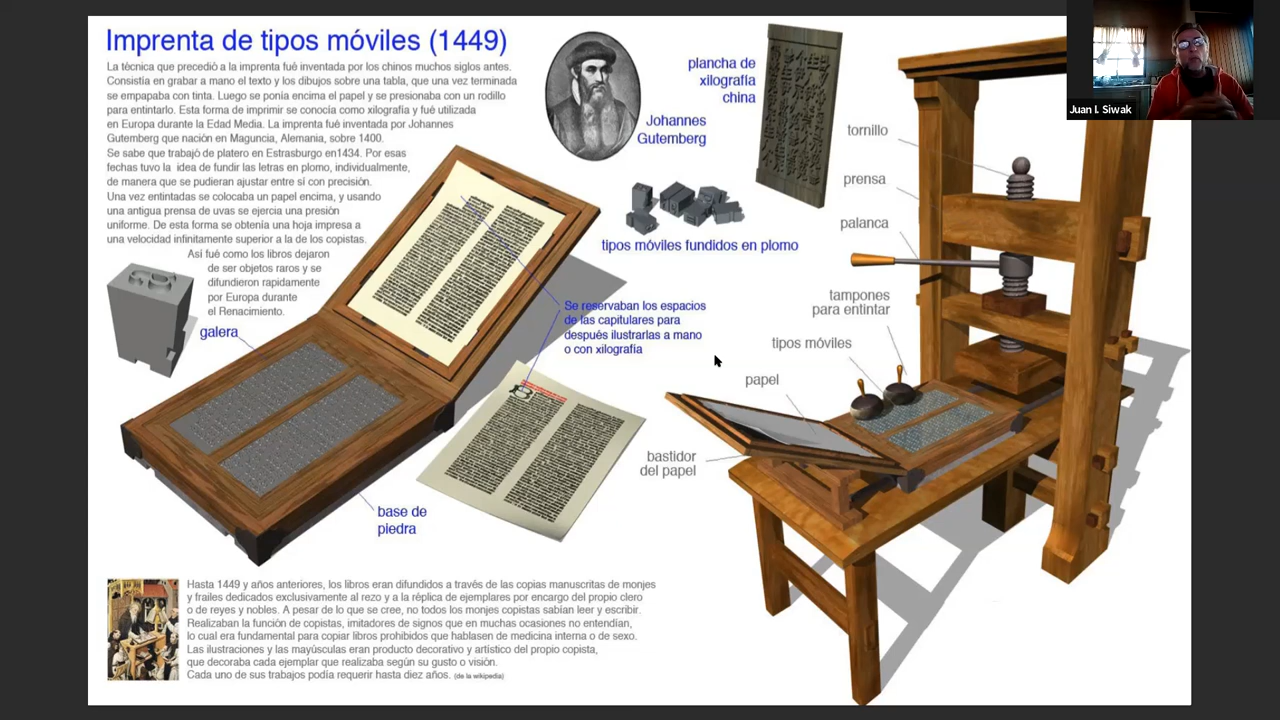 Imprenta de tipos móviles (1449)
La técnica que precedió a la imprenta fué inventada por los chinos muchos siglos antes.
Consistía en grabar a mano el texto y los dibujos sobre una tabla, que una vez terminada
se empapaba con tinta. Luego se ponía encima el papel y se presionaba con un rodillo
para entintarlo. Esta forma de imprimir se conocía como xilografía y fué utilizada
en Europa durante la Edad Media. La imprenta fué inventada por Johannes
Gutemberg que nación en Maguncia, Alemania, sobre 1400.
Se sabe que trabajó de platero en Estrasburgo en1434. Por esas
fechas tuvo la idea de fundir las letras en plomo, individualmente,
de manera que se pudieran ajustar entre sí con precisión.
Una vez entintadas se colocaba un papel encima, y usando
una antigua prensa de uvas se ejercia una presión
uniforme. De esta forma se obtenía una hoja impresa a
una velocidad infinitamente superior a la de los copistas.
Así fué como los libros dejaron
de ser objetos raros y se
difundieron rapidamente
por Europa durante
el Renacimiento.
galera
base de
piedra
Johannes
Gutemberg
plancha de
xilografía
china
tipos móviles fundidos en plomo
Se reservaban los espacios
de las capitulares para
después ilustrarlas a mano
o con xilografía
tornillo
prensa
palanca
tampones
para entintar
tipos móviles
papel
bastidor
del papel
Juan I. Siwak
Hasta 1449 y años anteriores, los libros eran difundidos a través de las copias manuscritas de monjes
y frailes dedicados exclusivamente al rezo y a la réplica de ejemplares por encargo del propio clero
o de reyes y nobles. A pesar de lo que se cree, no todos los monjes copistas sabían leer y escribir.
Realizaban la función de copistas, imitadores de signos que en muchas ocasiones no entendían,
lo cual era fundamental para copiar libros prohibidos que hablasen de medicina interna o de sexo.
Las ilustraciones y las mayúsculas eran producto decorativo y artístico del propio copista,
que decoraba cada ejemplar que realizaba según su gusto o visión.
Cada uno de sus trabajos podía requerir hasta diez años. (de la wikipedia)